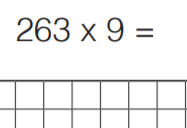 263 x 9 =